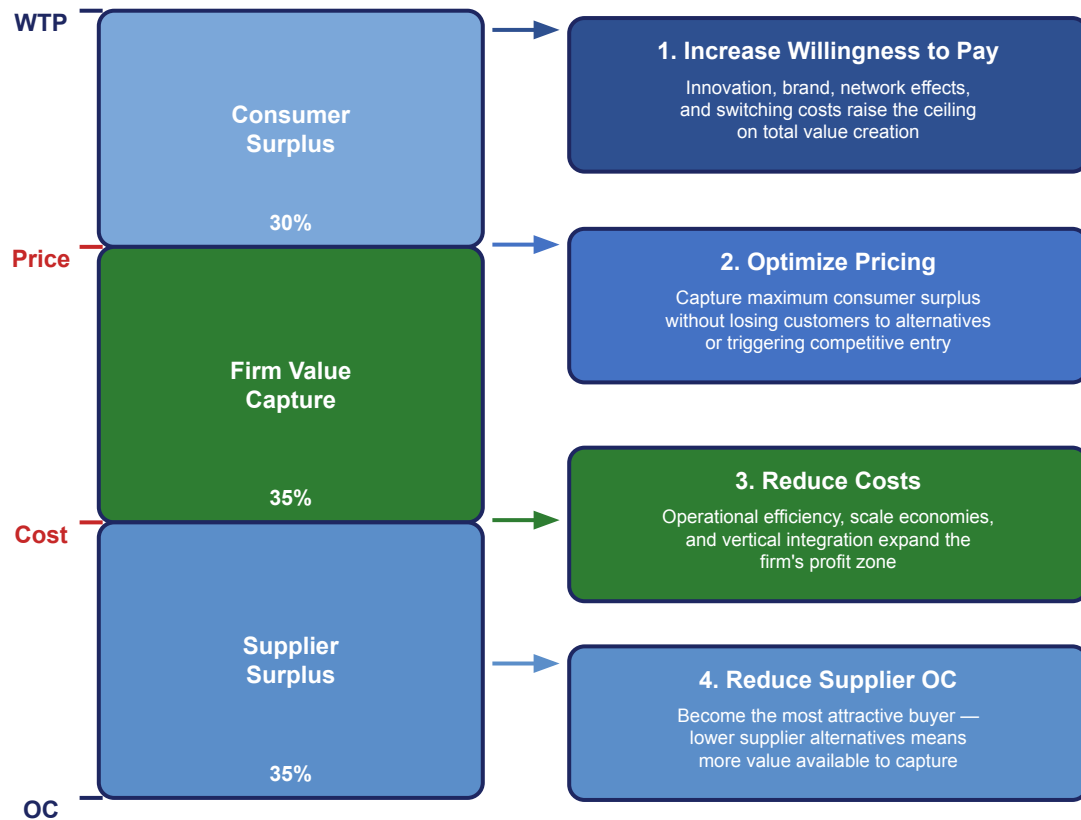 WTP
Consumer
Surplus
30%
Price
Firm Value
Capture
35%
Cost
Supplier
Surplus
35%
OC
1. Increase Willingness to Pay
Innovation, brand, network effects,
and switching costs raise the ceiling
on total value creation
2. Optimize Pricing
Capture maximum consumer surplus
without losing customers to alternatives
or triggering competitive entry
3. Reduce Costs
Operational efficiency, scale economies,
and vertical integration expand the
firm's profit zone
4. Reduce Supplier OC
Become the most attractive buyer —
lower supplier alternatives means
more value available to capture